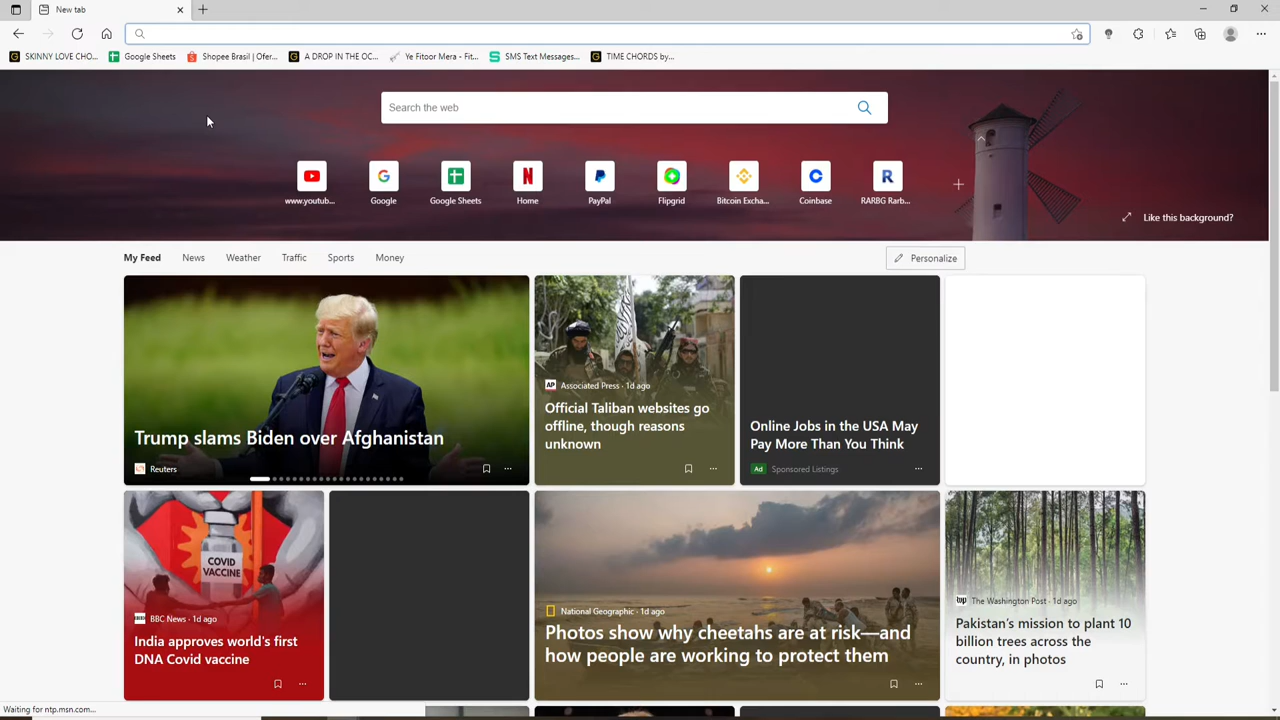 New tab
SKINNY LOVE CHO...
Google Sheets
Shopee Brasil | Ofer...
A DROP IN THE OC...
Ye Fitoor Mera - Fit...
SMS Text Messages...
TIME CHORDS by...
Search the web
www.youtub...
Google
Google Sheets
Home
PayPal
Flipgrid
Bitcoin Excha...
Coinbase
RARBG Rarb...
Like this background?
My Feed
News
Weather
Traffic
Sports
Money
Personalize
Trump slams Biden over Afghanistan
Reuters
AP Associated Press · 1d ago
Official Taliban websites go
offline, though reasons
unknown
Online Jobs in the USA May
Pay More Than You Think
Ad Sponsored Listings
COVID
VACCINE
BBC News · 1d ago
India approves world's first
DNA Covid vaccine
National Geographic · 1d ago
Photos show why cheetahs are at risk—and
how people are working to protect them
wp The Washington Post · 1d ago
Pakistan's mission to plant 10
billion trees across the
country, in photos
Waiting for ntp.msn.com...